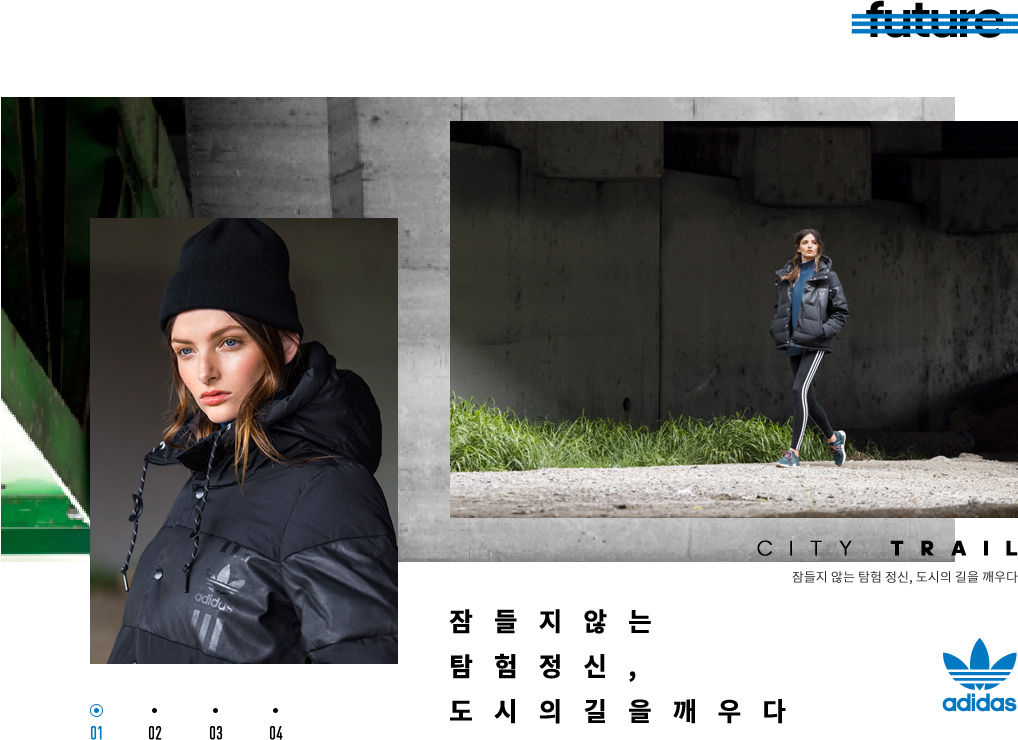 future
adidas
CITY TRAIL
잠들지 않는 탐험 정신, 도시의 길을 깨우다
잠들지않는
탐험정신,
도시의길을깨우다
adidas
01 02 03 04